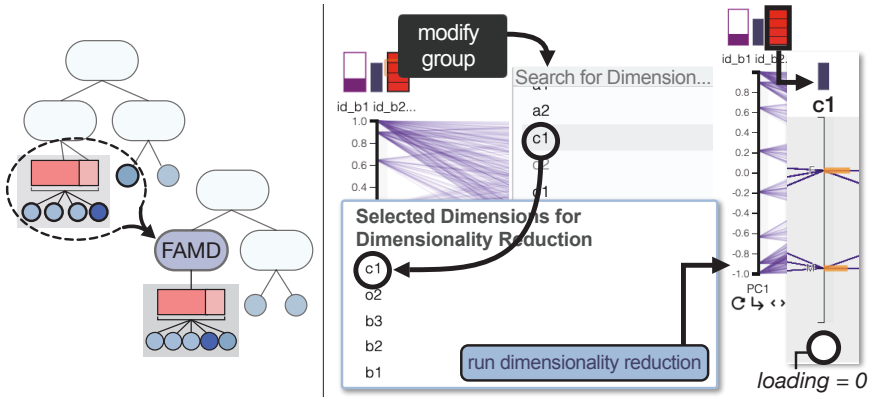 FAMD
modify
group
id_b1 id_b2...
1.0
0.8
0.6
0.4
Search for Dimension...
a1
a2
c1
c2
d1
Selected Dimensions for
Dimensionality Reduction
c1
o2
b3
b2
b1
run dimensionality reduction
id_b1 id_b2.
0.8
0.6
0.4
0.2
0.0
-0.2
-0.4
-0.6
-0.8
-1.0
PC1
c1
F
M
loading = 0